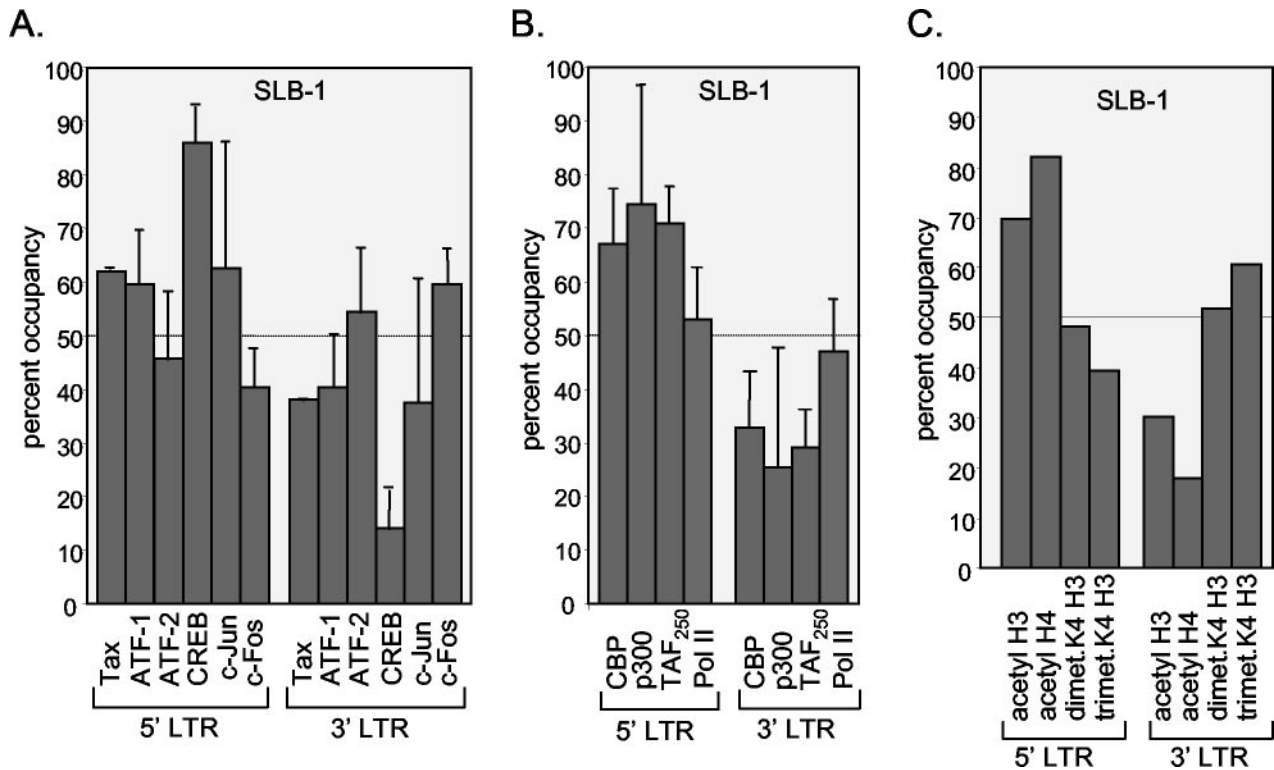 A.
SLB-1
percent occupancy
100
90
80
70
60
50
40
30
20
10
0
Tax
ATF-1
ATF-2
CREB
c-Jun
c-Fos
Tax
ATF-1
ATF-2
CREB
c-Jun
c-Fos
5' LTR
3' LTR
B.
SLB-1
percent occupancy
100
90
80
70
60
50
40
30
20
10
0
CBP
p300
TAF250
Pol II
CBP
p300
TAF250
Pol II
5' LTR
3' LTR
C.
SLB-1
percent occupancy
100
90
80
70
60
50
40
30
20
10
0
acetyl H3
acetyl H4
dimet.K4 H3
trimet.K4 H3
acetyl H3
acetyl H4
dimet.K4 H3
trimet.K4 H3
5' LTR
3' LTR